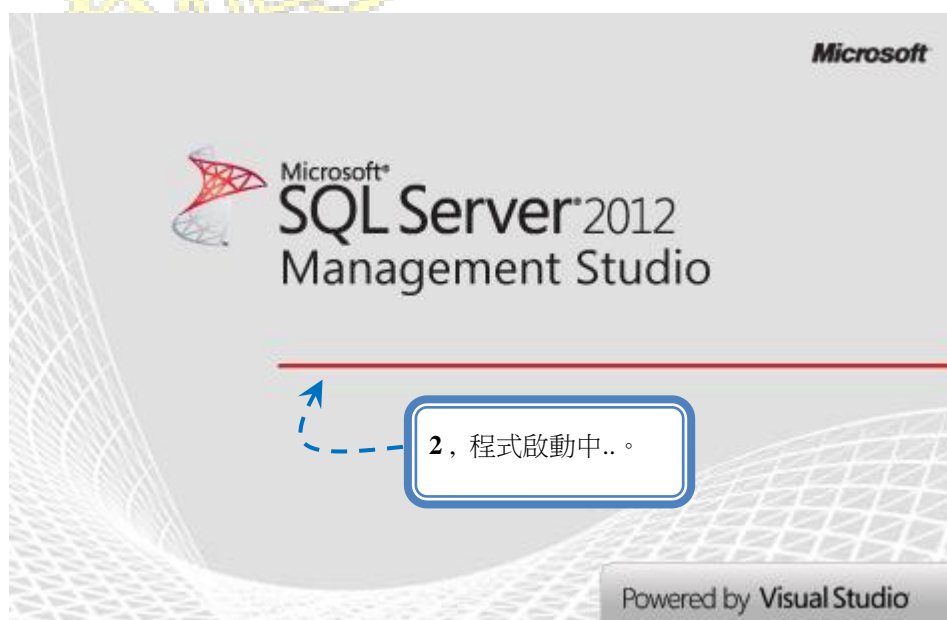 Microsoft
Microsoft®
SQL Server® 2012
Management Studio
2 , 程式啟動中..。
Powered by Visual Studio